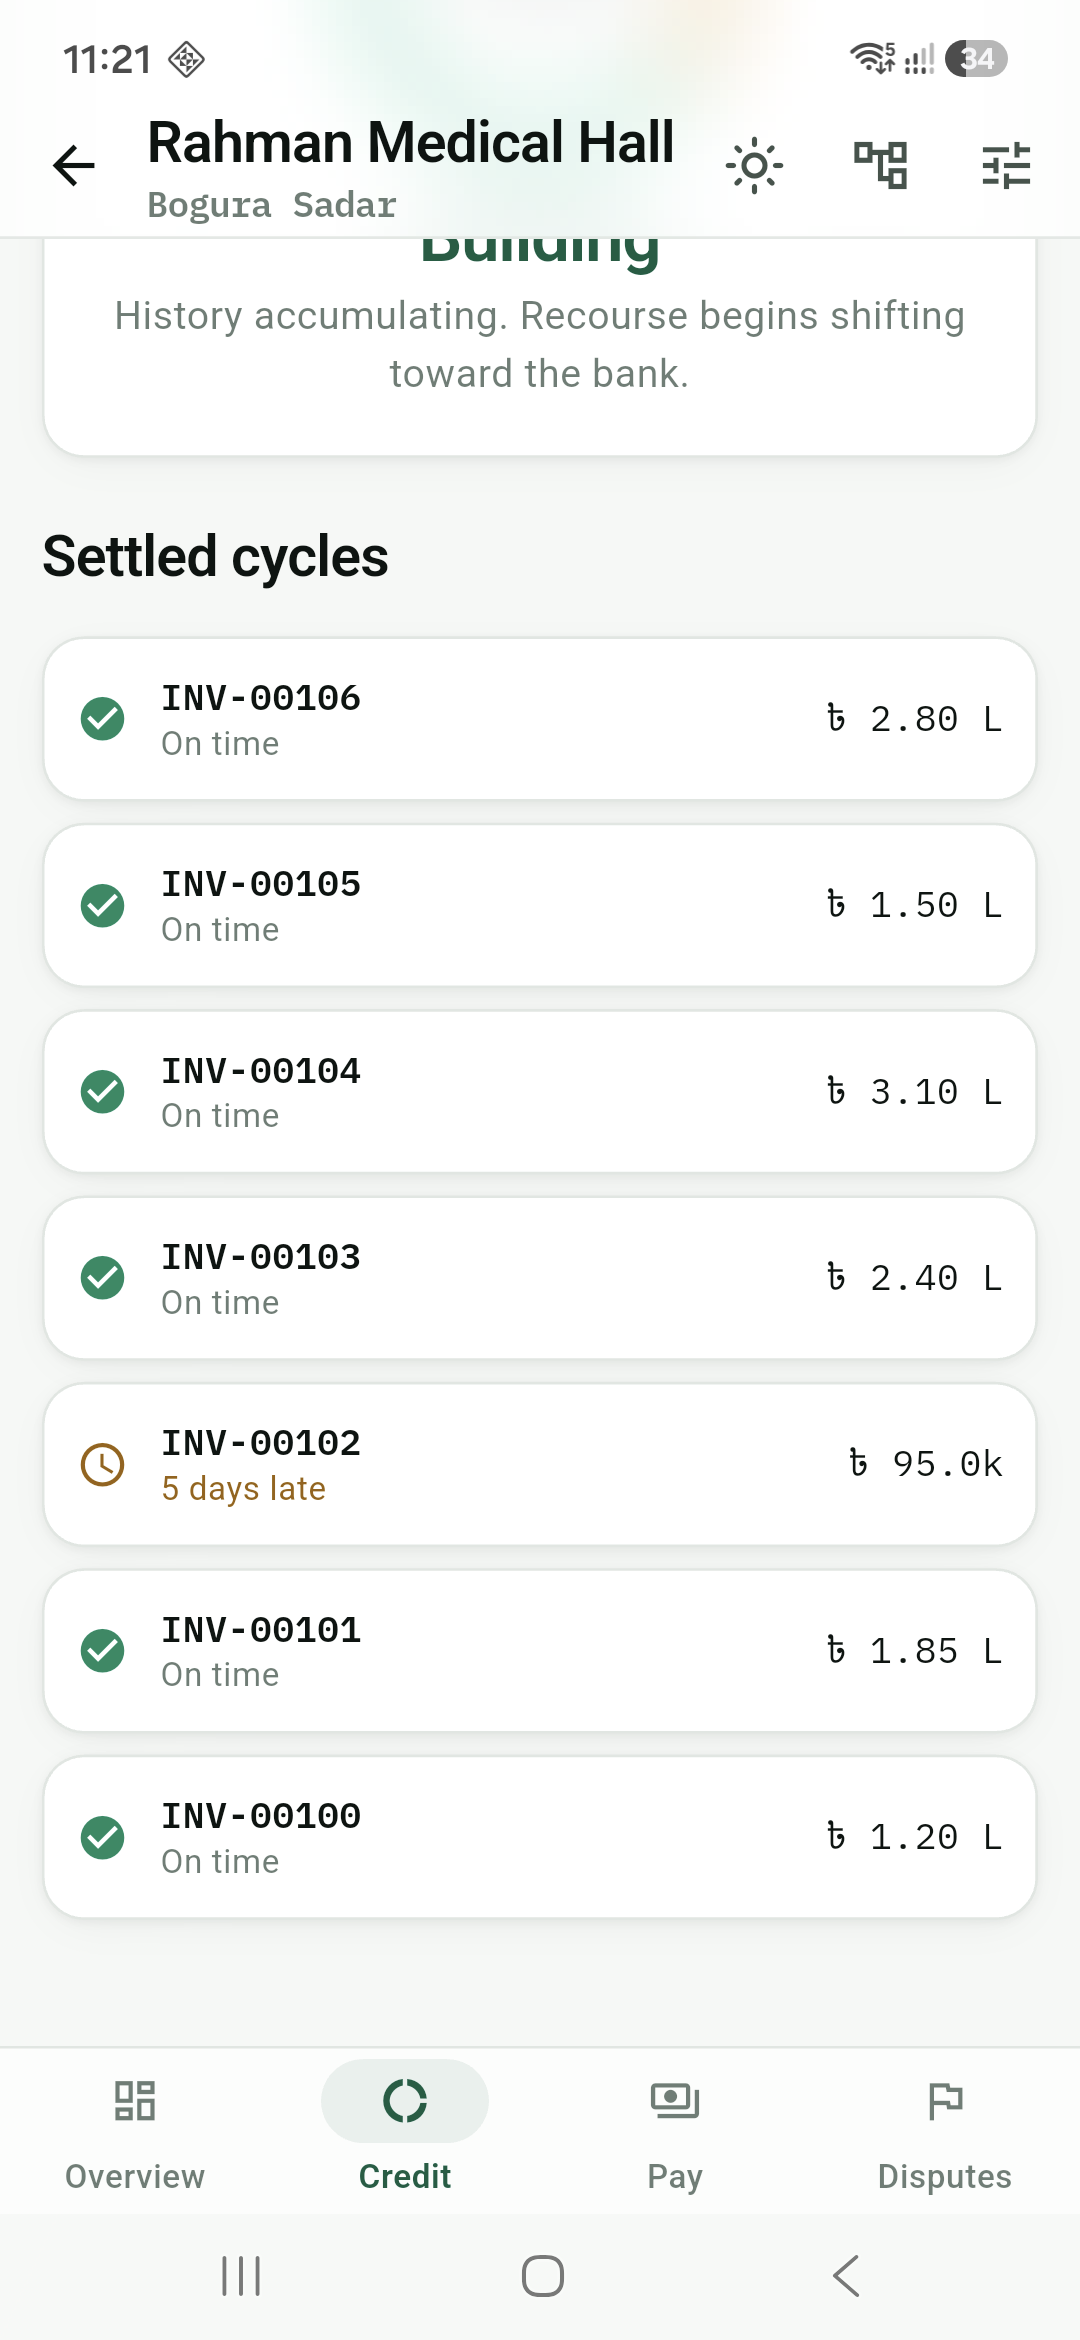 11:21
5
34
Rahman Medical Hall
Bogura Sadar
Building
History accumulating. Recourse begins shifting
toward the bank.
Settled cycles
INV-00106
On time
৳ 2.80 L
INV-00105
On time
৳ 1.50 L
INV-00104
On time
৳ 3.10 L
INV-00103
On time
৳ 2.40 L
INV-00102
5 days late
৳ 95.0k
INV-00101
On time
৳ 1.85 L
INV-00100
On time
৳ 1.20 L
Overview
Credit
Pay
Disputes